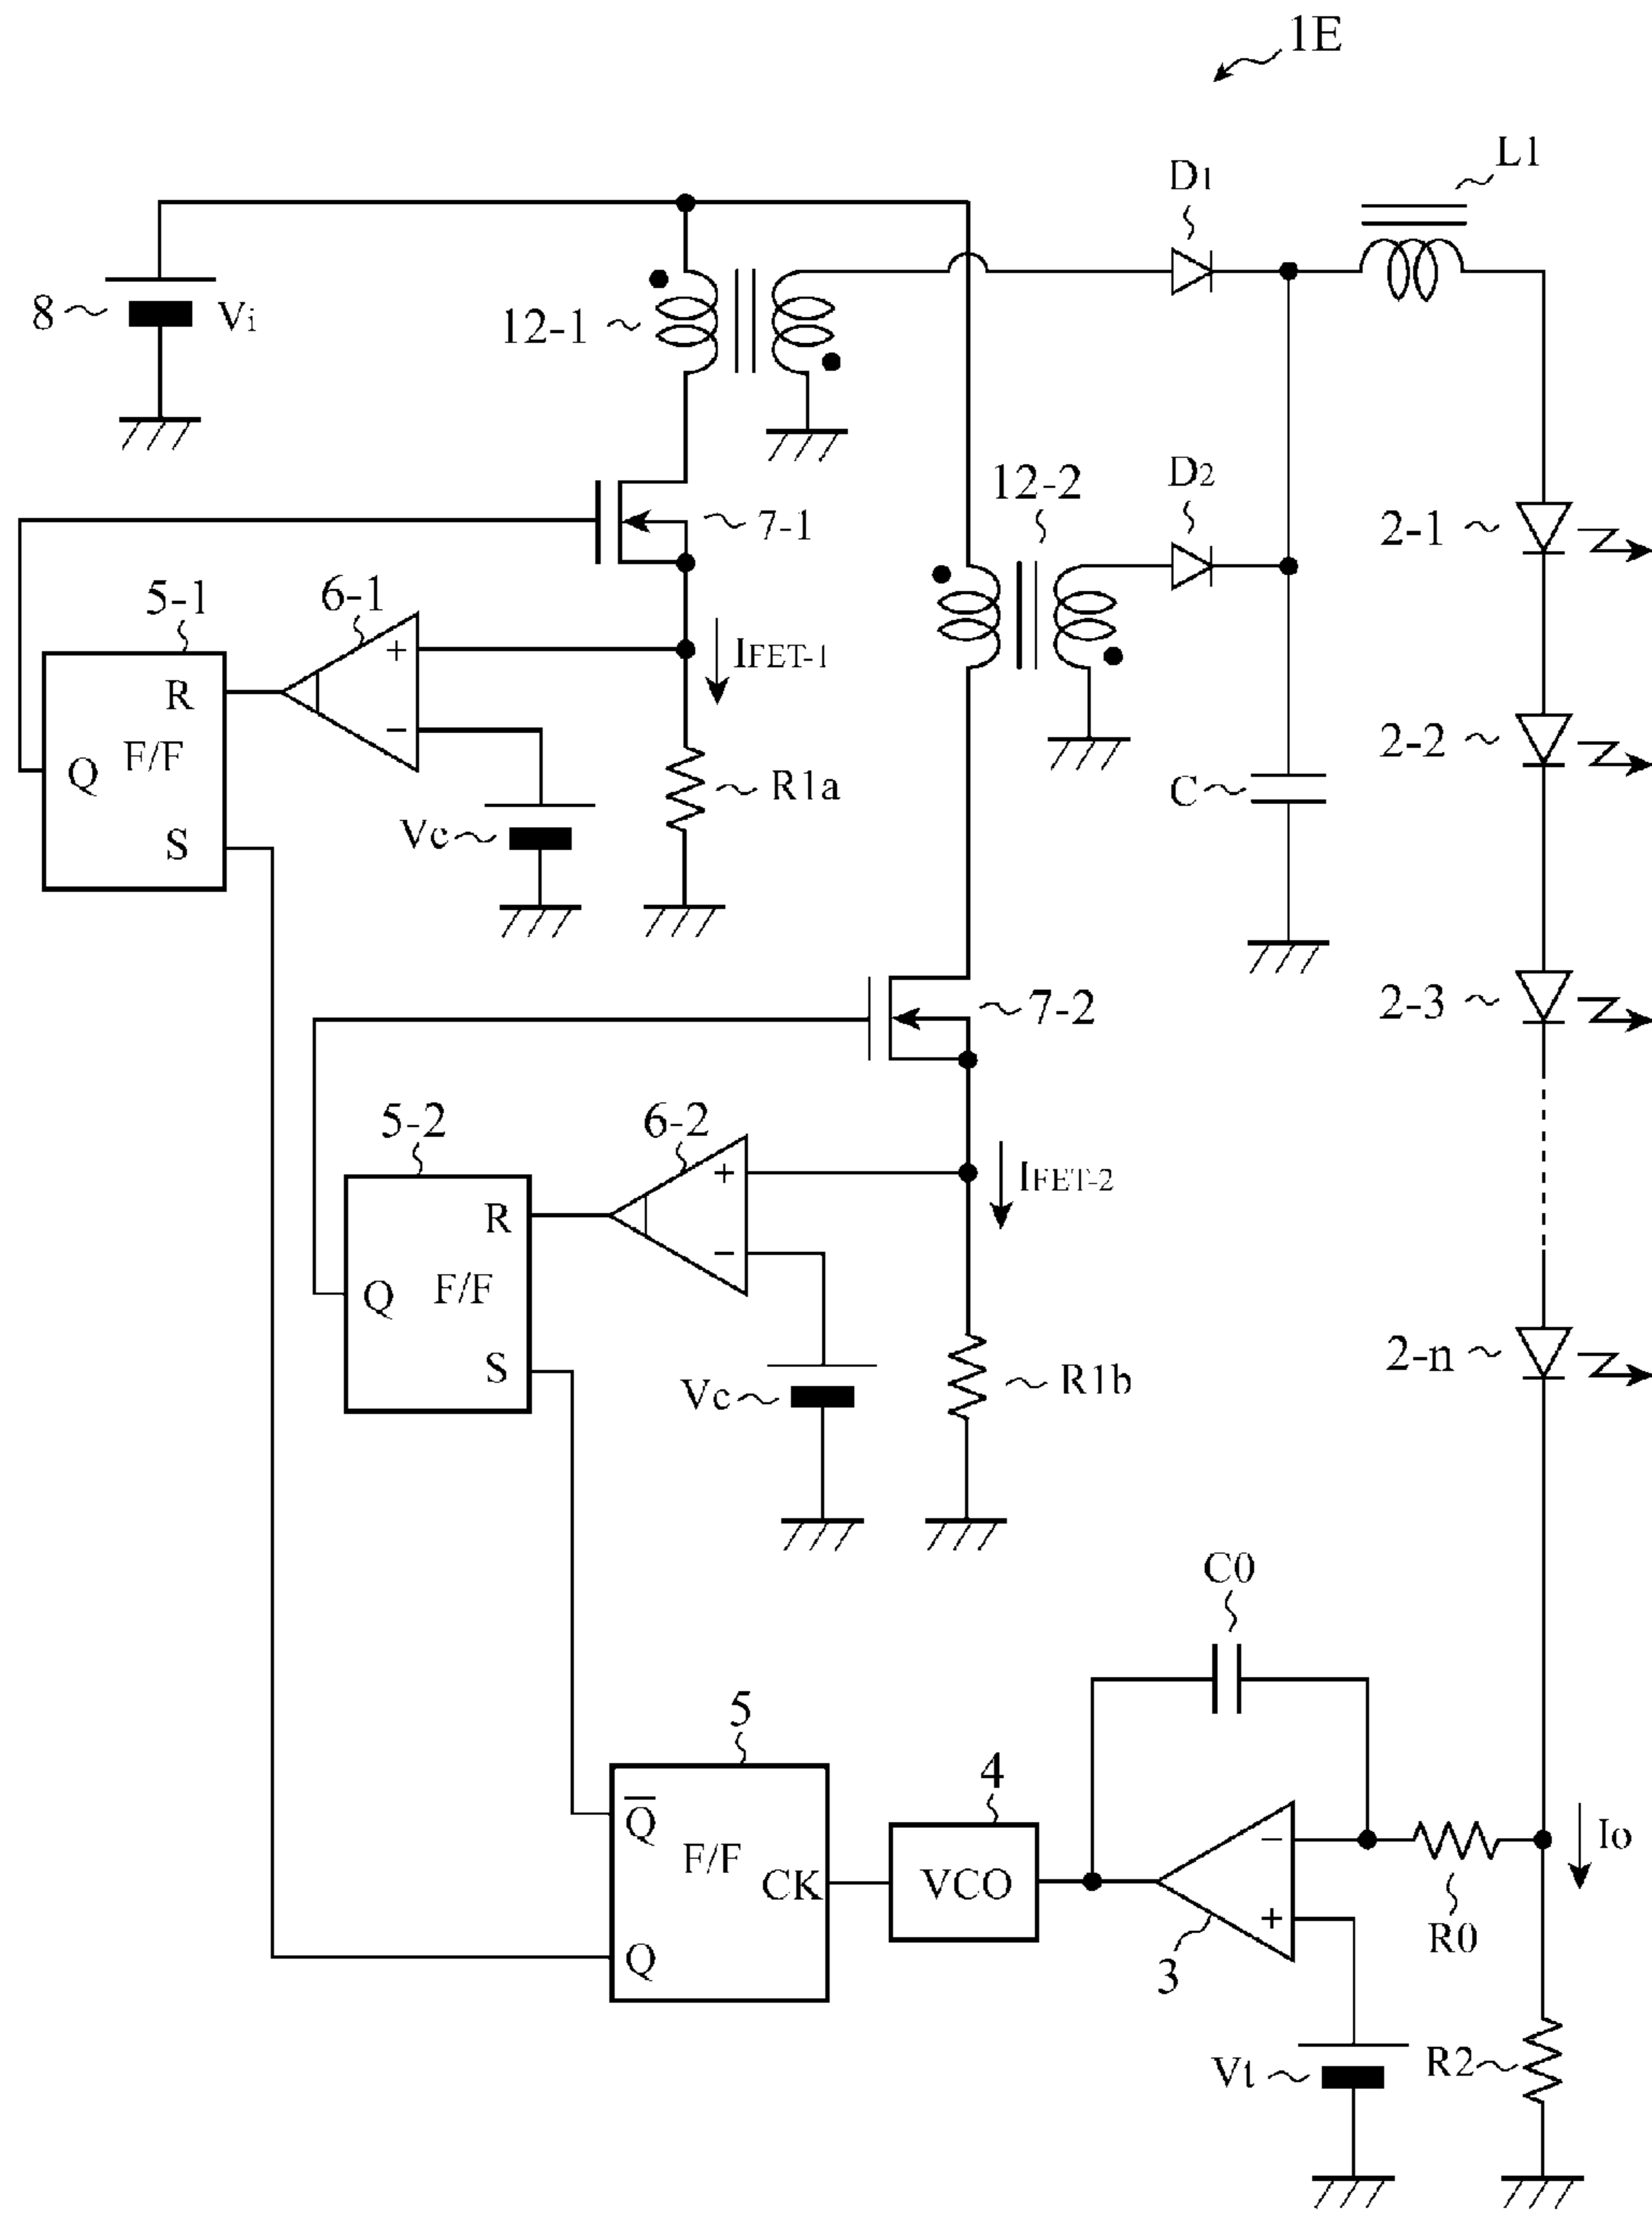 1E
L1
D1
8
Vi
12-1
12-2
D2
7-1
2-1
5-1
6-1
IFET-1
R
+
F/F
Q
−
2-2
R1a
C
Vc
S
7-2
2-3
5-2
6-2
+
IFET-2
R
F/F
Q
−
2-n
S
Vc
R1b
C0
5
4
Q̅
F/F
CK
VCO
−
Io
+
R0
Q
3
Vt
R2